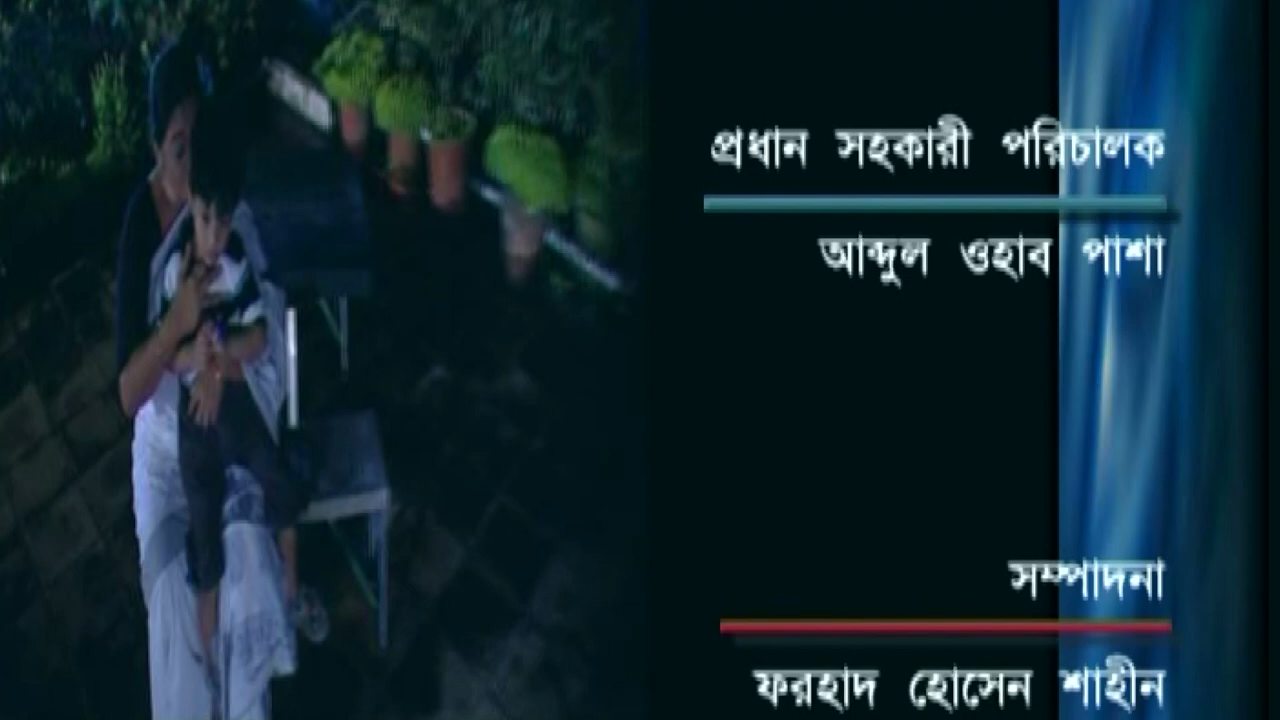 প্রধান সহকারী পরিচালক
আব্দুল ওহাব পাশা
সম্পাদনা
ফরহাদ হোসেন শাহীন